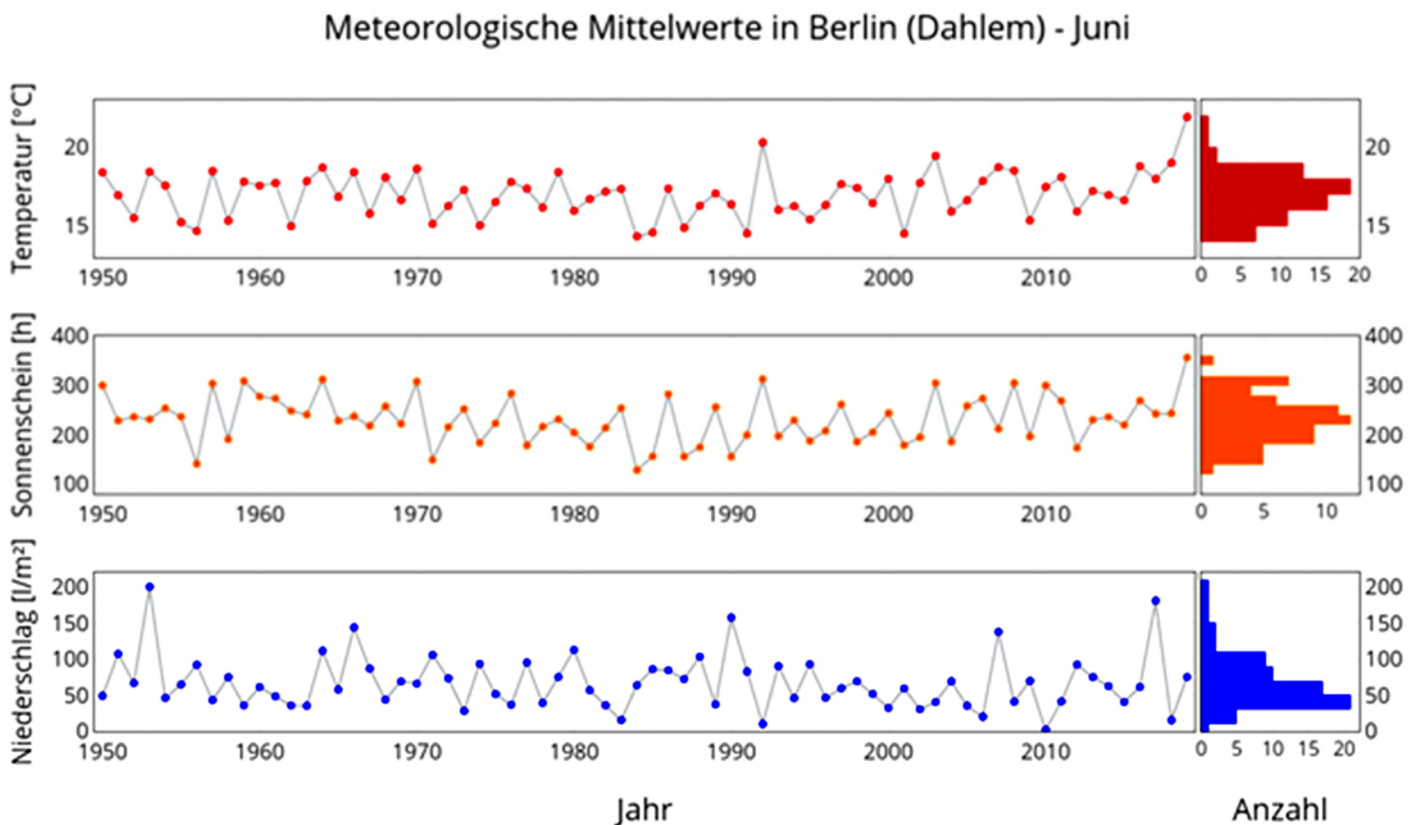 Meteorologische Mittelwerte in Berlin (Dahlem) - Juni
Temperatur [°C]
20
15
1950 1960 1970 1980 1990 2000 2010
20
15
0 5 10 15 20
Sonnenschein [h]
400
300
200
100
1950 1960 1970 1980 1990 2000 2010
400
300
200
100
0 5 10
Niederschlag [l/m²]
200
150
100
50
0
1950 1960 1970 1980 1990 2000 2010
200
150
100
50
0
0 5 10 15 20
Jahr
Anzahl